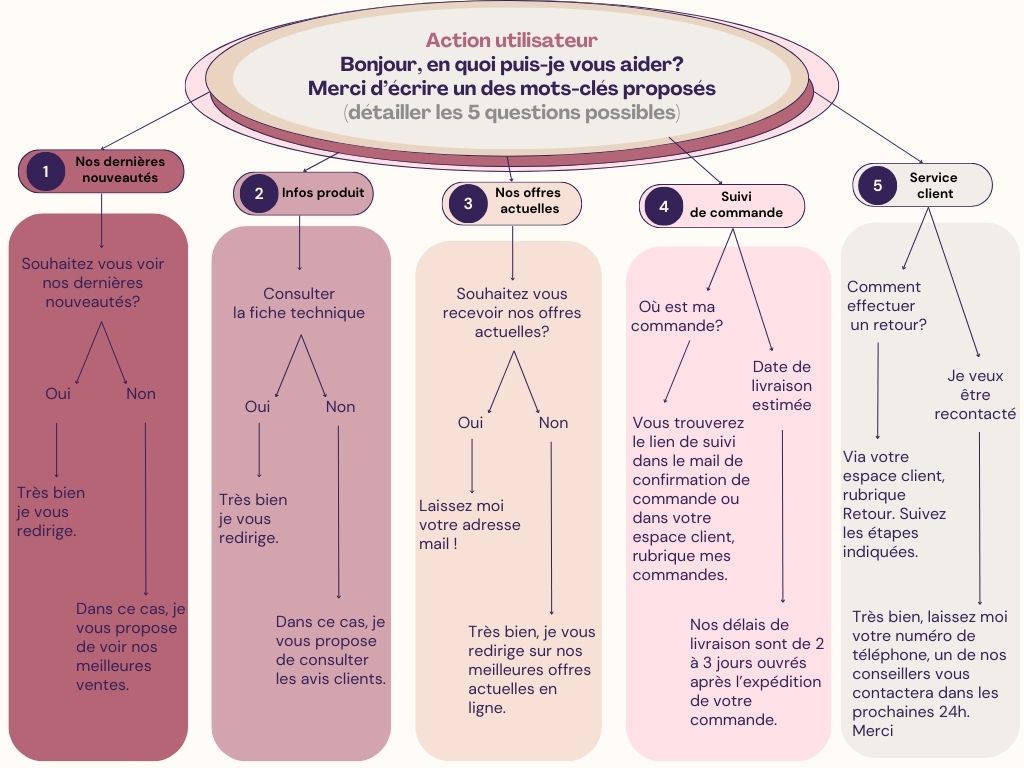 Action utilisateur
Bonjour, en quoi puis-je vous aider?
Merci d'écrire un des mots-clés proposés
(détailler les 5 questions possibles)
1
Nos dernières
nouveautés
Souhaitez vous voir
nos dernières
nouveautés?
Oui
Non
Très bien
je vous
redirige.
Dans ce cas, je
vous propose
de voir nos
meilleures
ventes.
2
Infos produit
Consulter
la fiche technique
Oui
Non
Très bien
je vous
redirige.
Dans ce cas, je
vous propose
de consulter
les avis clients.
3
Nos offres
actuelles
Souhaitez vous
recevoir nos offres
actuelles?
Oui
Non
Laissez moi
votre adresse
mail !
Très bien, je vous
redirige sur nos
meilleures offres
actuelles en
ligne.
4
Suivi
de commande
Où est ma
commande?
Date de
livraison
estimée
Vous trouverez
le lien de suivi
dans le mail de
confirmation de
commande ou
dans votre
espace client,
rubrique mes
commandes.
Nos délais de
livraison sont de 2
à 3 jours ouvrés
après l'expédition
de votre
commande.
5
Service
client
Comment
effectuer
un retour?
Je veux
être
recontacté
Via votre
espace client,
rubrique
Retour. Suivez
les étapes
indiquées.
Très bien, laissez moi
votre numéro de
téléphone, un de nos
conseillers vous
contactera dans les
prochaines 24h.
Merci